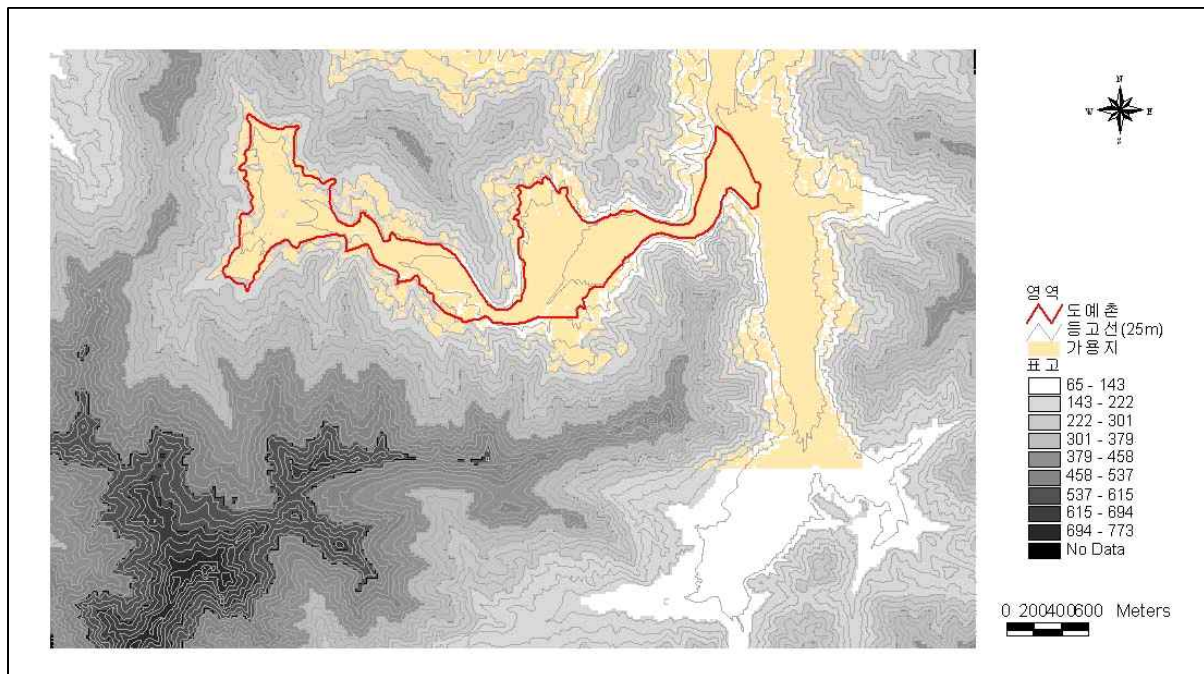 N
W E
S
영역
도예촌
등고선(25m)
가용지
표고
65 - 143
143 - 222
222 - 301
301 - 379
379 - 458
458 - 537
537 - 615
615 - 694
694 - 773
No Data
0 200400600 Meters